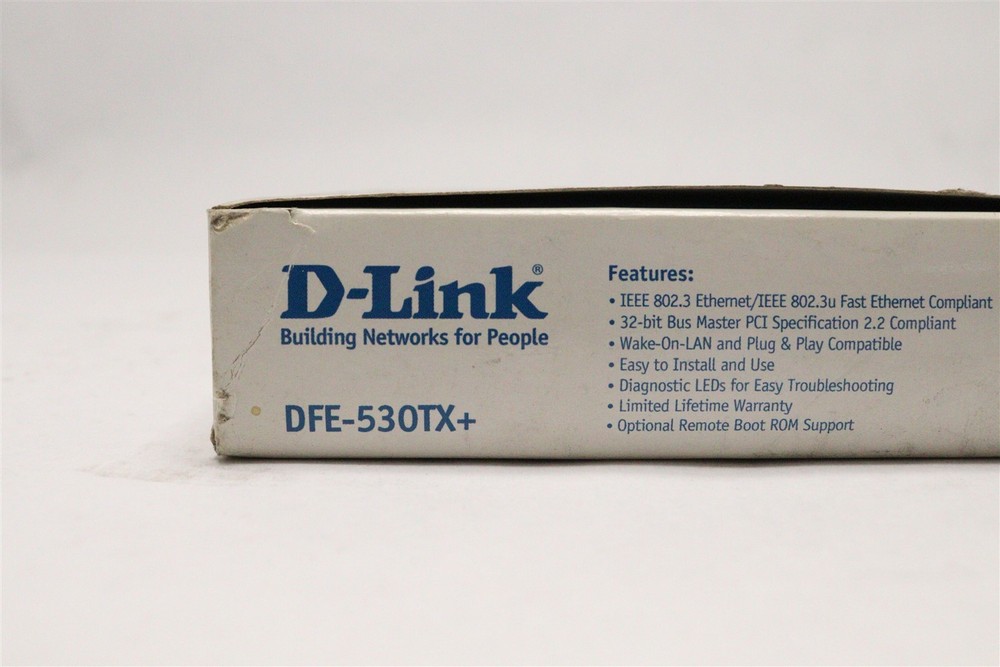 D-Link®
Building Networks for People
DFE-530TX+
Features:
• IEEE 802.3 Ethernet/IEEE 802.3u Fast Ethernet Compliant
• 32-bit Bus Master PCI Specification 2.2 Compliant
• Wake-On-LAN and Plug & Play Compatible
• Easy to Install and Use
• Diagnostic LEDs for Easy Troubleshooting
• Limited Lifetime Warranty
• Optional Remote Boot ROM Support